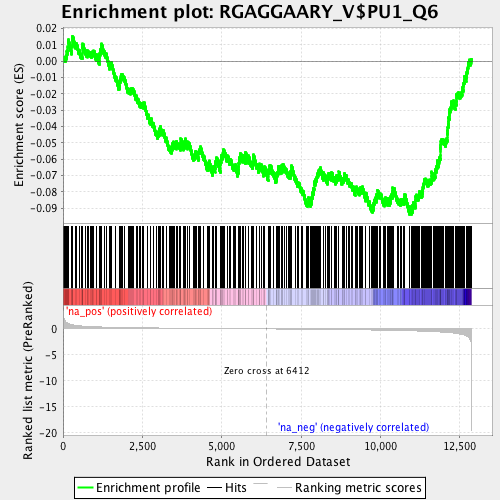 Enrichment plot: RGAGGAARY_V$PU1_Q6
Enrichment score (ES)
0.02
0.01
0.00
-0.01
-0.02
-0.03
-0.04
-0.05
-0.06
-0.07
-0.08
-0.09
Ranked list metric (PreRanked)
'na_pos' (positively correlated)
0
-5
-10
-15
-20
Zero cross at 6412
'na_neg' (negatively correlated)
0
2,500
5,000
7,500
10,000
12,500
Rank in Ordered Dataset
Enrichment profile
Hits
Ranking metric scores